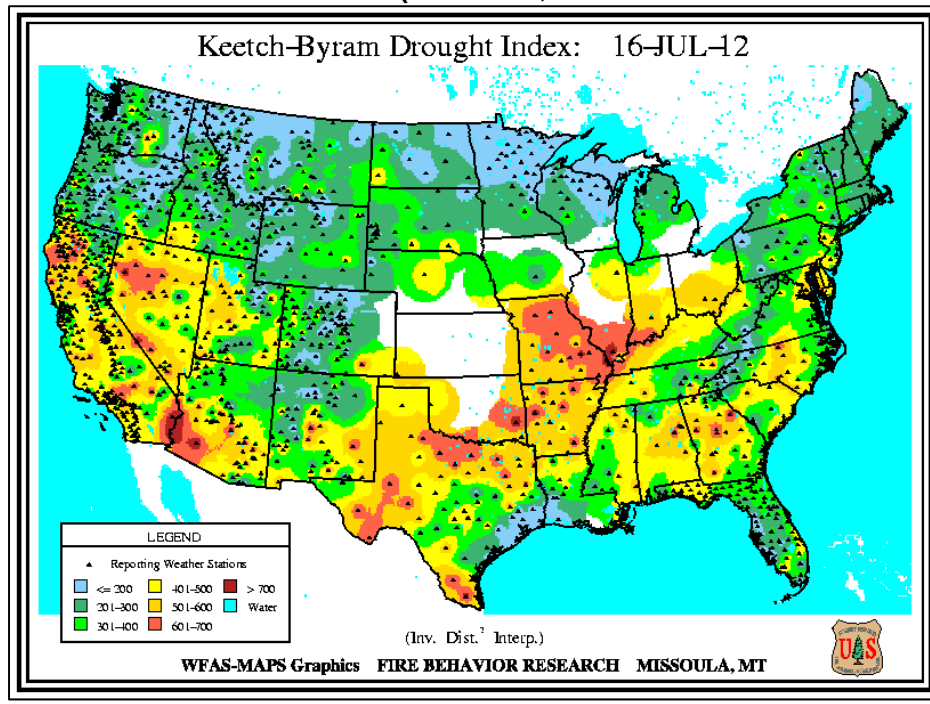 Keetch-Byram Drought Index: 16-JUL-12
LEGEND
Reporting Weather Stations
<= 200 401-500 > 700
201-300 501-600 Water
301-400 601-700
(Inv. Dist.² Interp.)
WFAS-MAPS Graphics FIRE BEHAVIOR RESEARCH MISSOULA, MT
U S